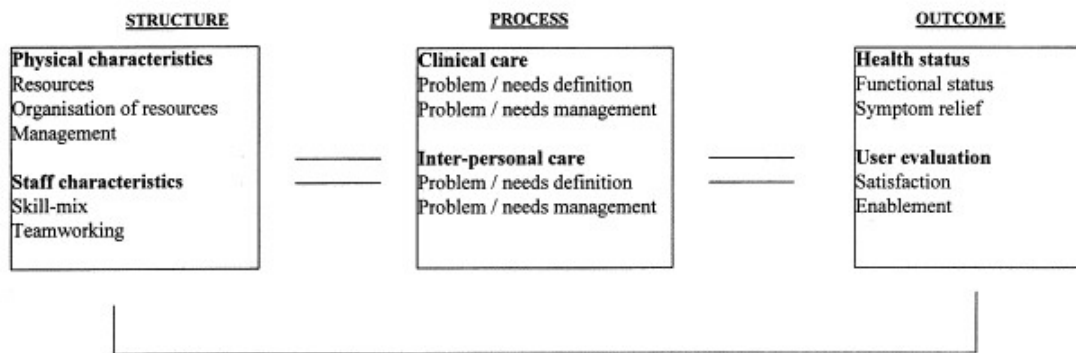 STRUCTURE
PROCESS
OUTCOME
Physical characteristics
Resources
Organisation of resources
Management
Staff characteristics
Skill-mix
Teamworking
Clinical care
Problem / needs definition
Problem / needs management
Inter-personal care
Problem / needs definition
Problem / needs management
Health status
Functional status
Symptom relief
User evaluation
Satisfaction
Enablement